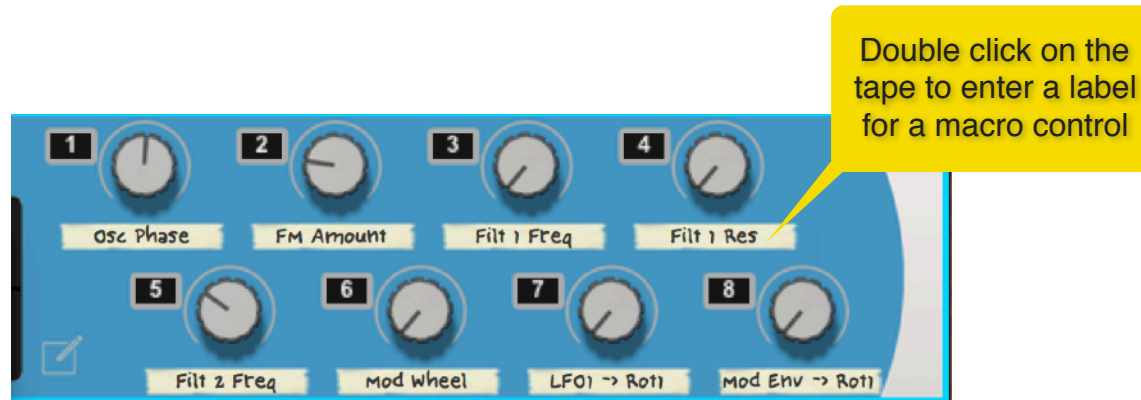 Double click on the
tape to enter a label
for a macro control
1
2
3
4
Osc Phase
FM Amount
Filt 1 Freq
Filt 1 Res
5
6
7
8
Filt 2 Freq
Mod Wheel
LFO1 -> Rot1
Mod Env -> Rot1